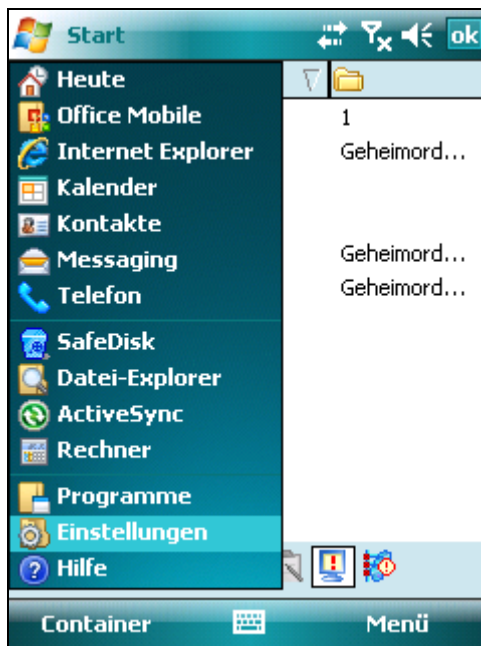 Start
ok
Heute
Office Mobile
1
Internet Explorer
Geheimord...
Kalender
Kontakte
Messaging
Geheimord...
Telefon
Geheimord...
SafeDisk
Datei-Explorer
ActiveSync
Rechner
Programme
Einstellungen
Hilfe
Container
Menü